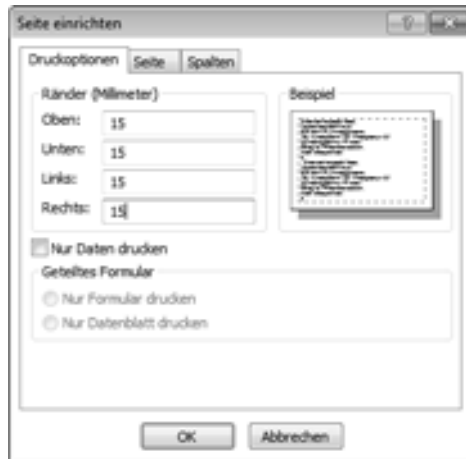 Seite einrichten
Druckoptionen Seite Spalten
Ränder (Millimeter)
Oben: 15
Unten: 15
Links: 15
Rechts: 15
Beispiel
Nur Daten drucken
Geteiltes Formular
Nur Formular drucken
Nur Datenblatt drucken
OK Abbrechen